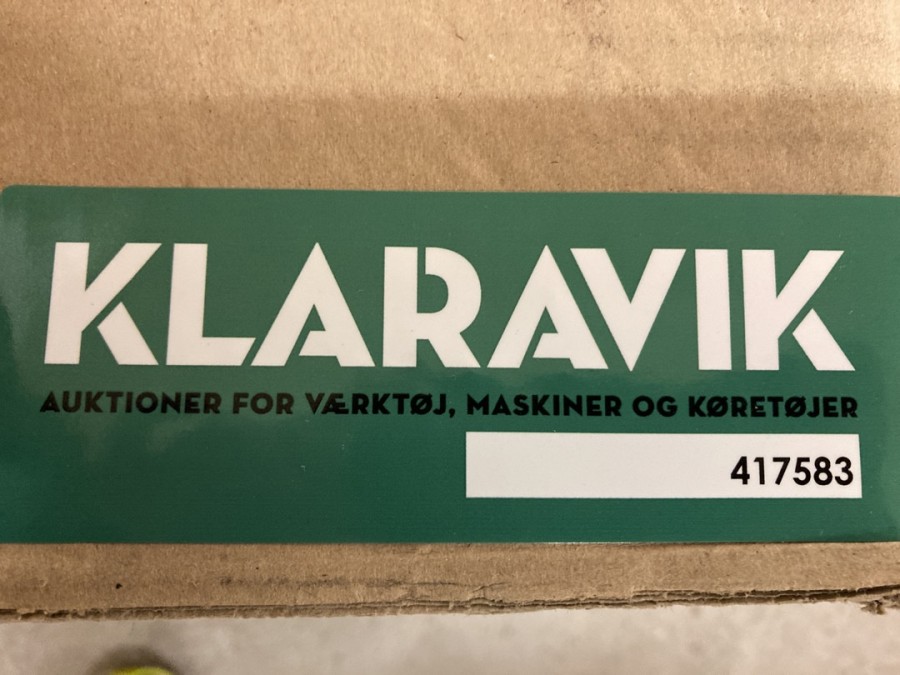 KLARAVIK
AUKTIONER FOR VÆRKTØJ, MASKINER OG KØRETØJER
417583